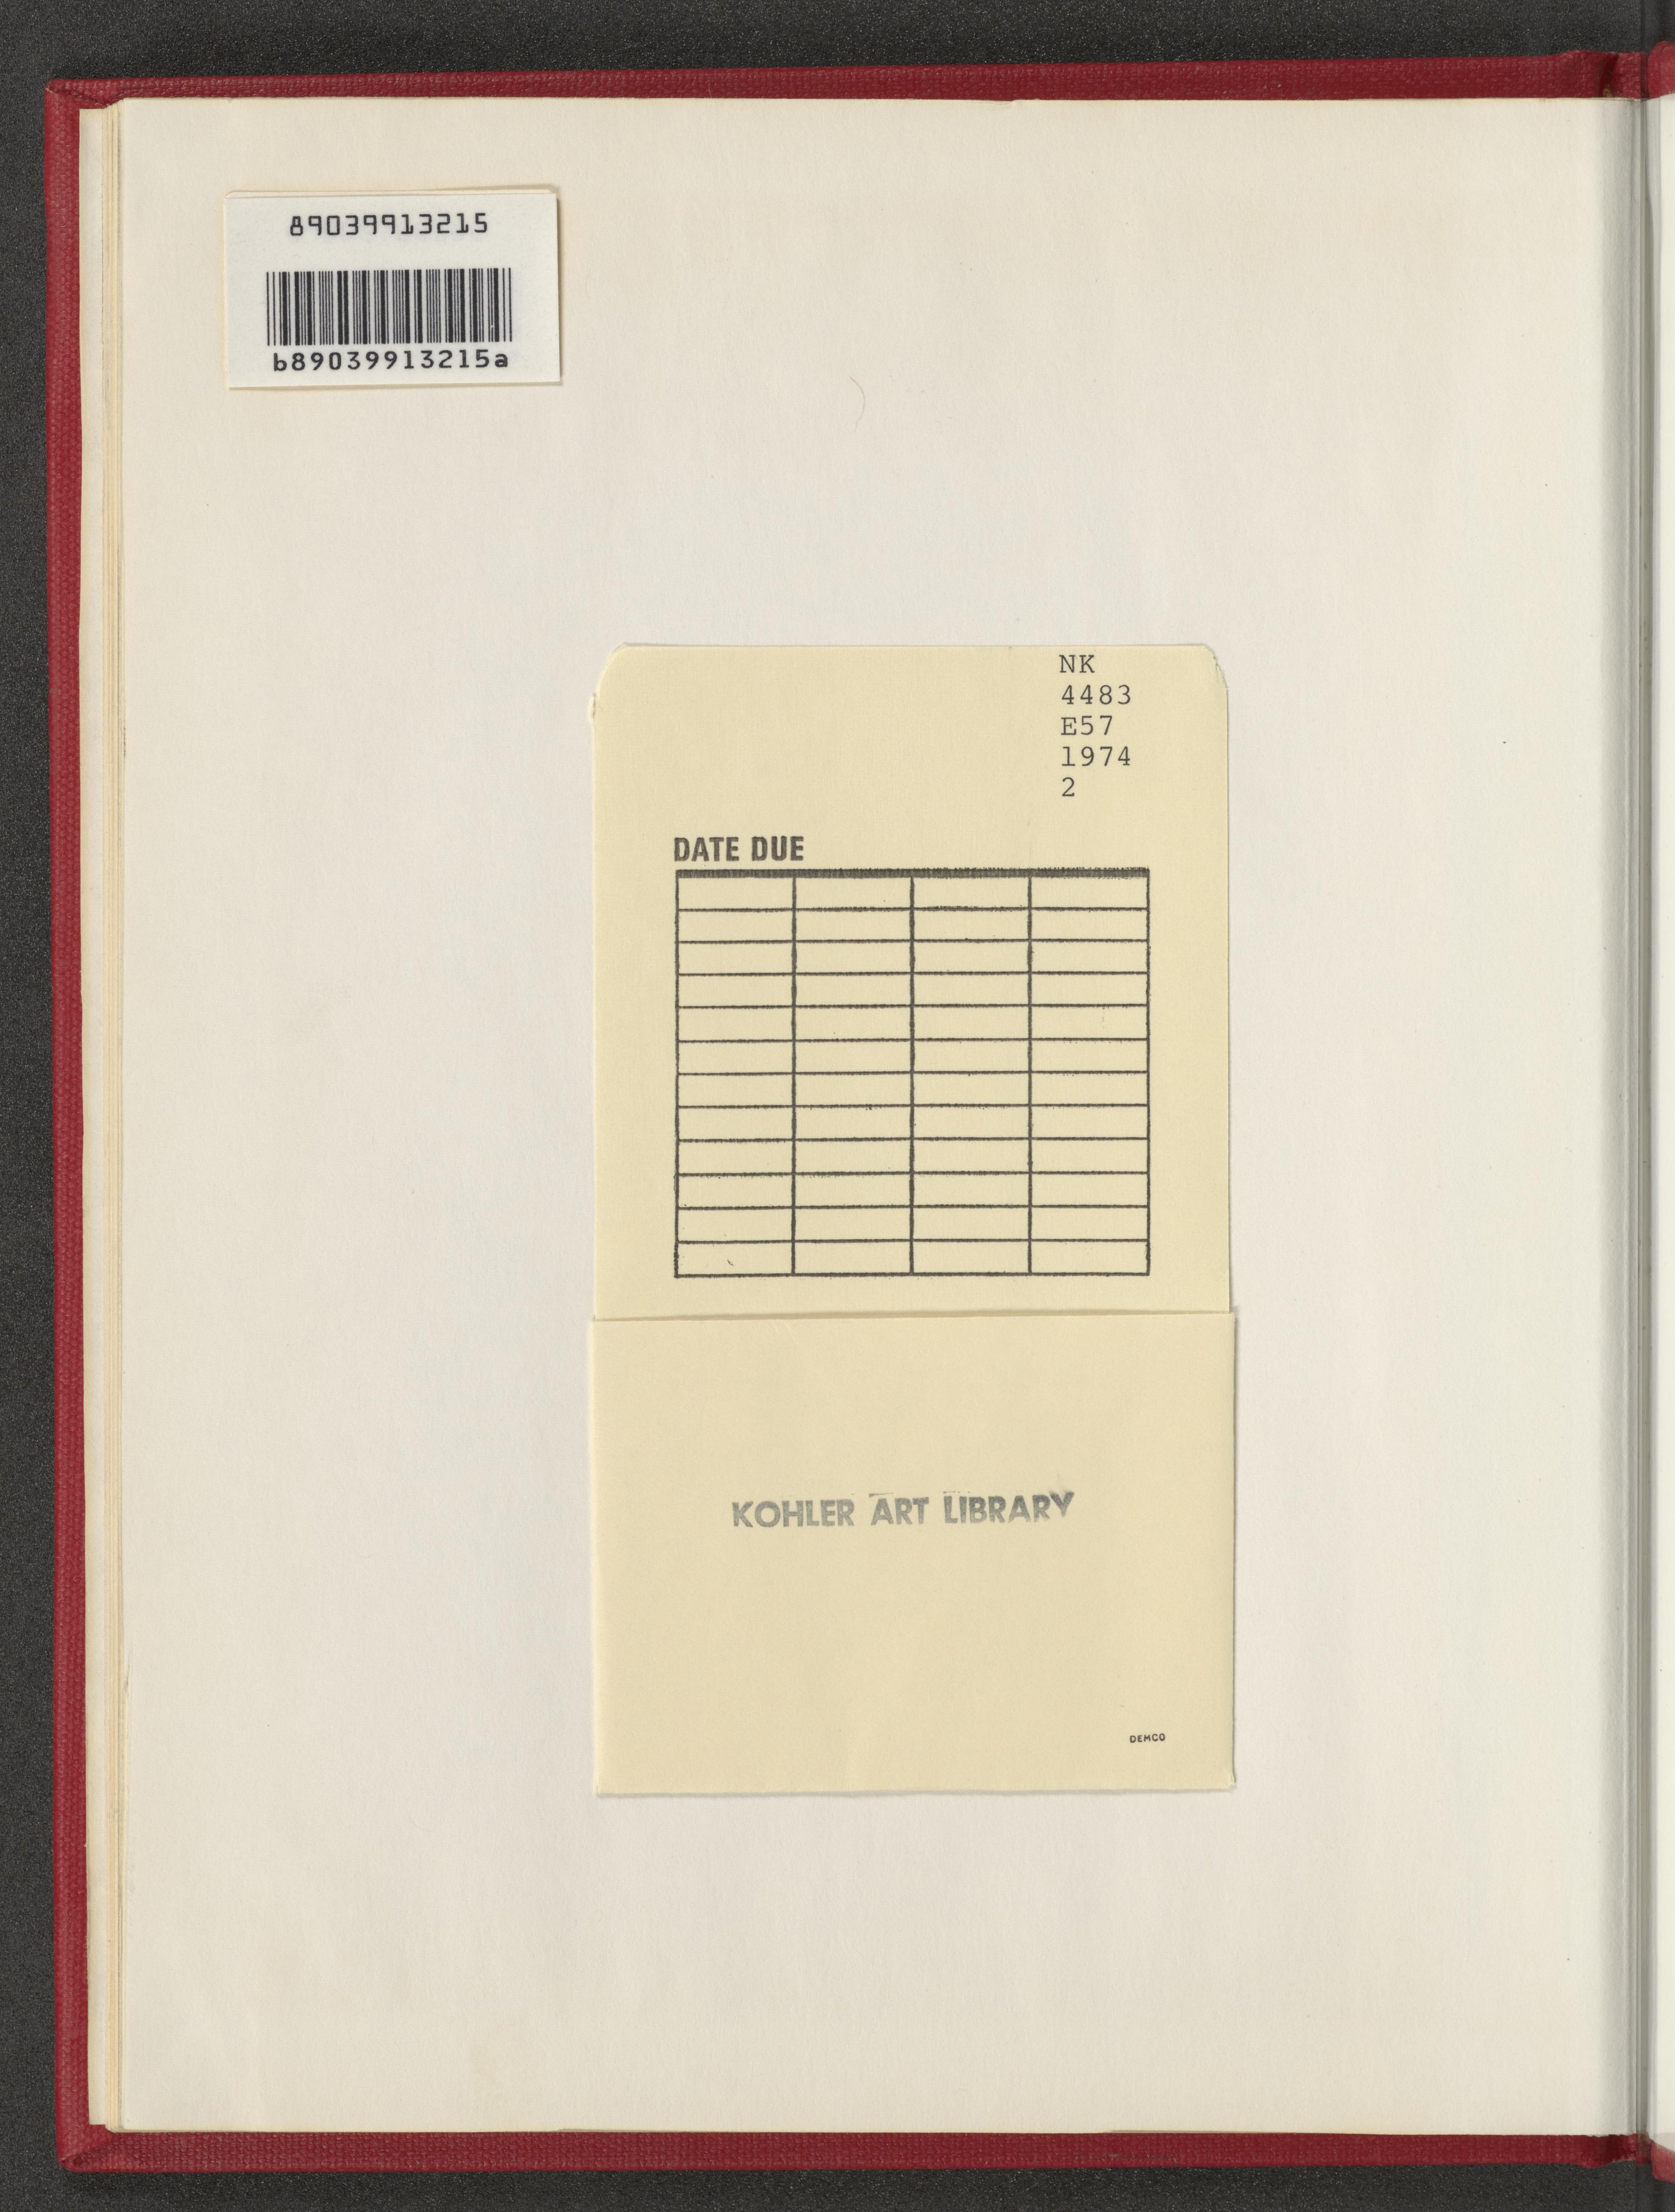 89039913215
b89039913215a
NK
4483
E57
1974
2
DATE DUE
KOHLER ART LIBRARY
DEMCO